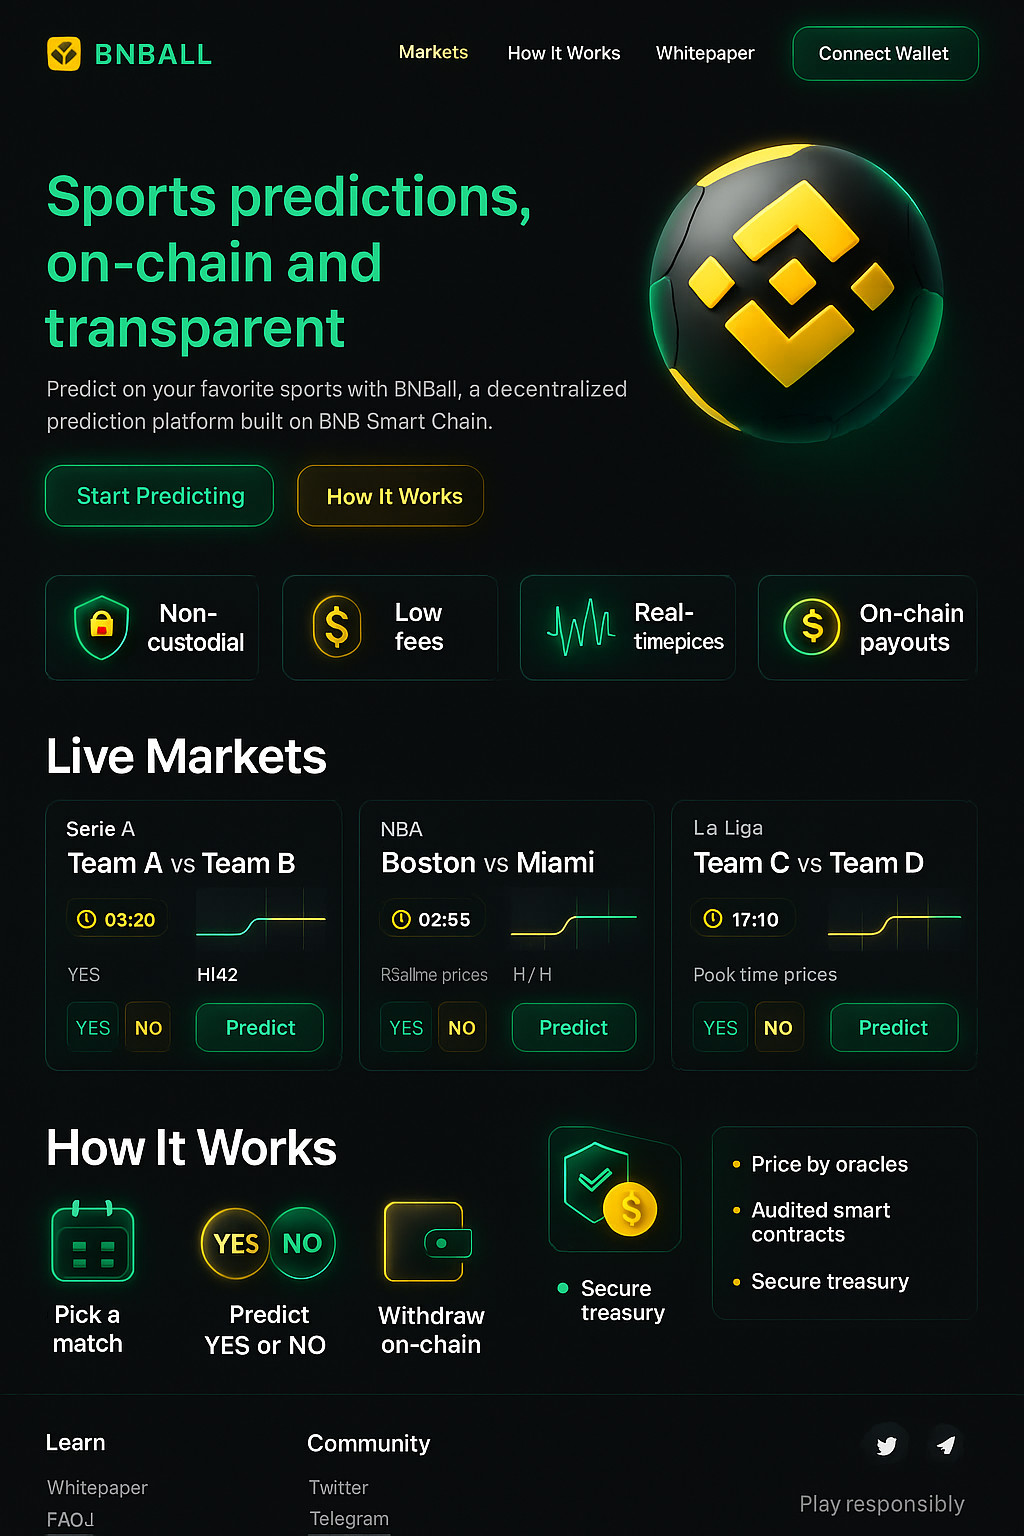 BNBALL
Markets
How It Works
Whitepaper
Connect Wallet
Sports predictions,
on-chain and
transparent
Predict on your favorite sports with BNBall, a decentralized
prediction platform built on BNB Smart Chain.
Start Predicting
How It Works
Non-
custodial
Low
fees
Real-
timepices
On-chain
payouts
Live Markets
Serie A
Team A vs Team B
03:20
YES
HI42
YES
NO
Predict
NBA
Boston vs Miami
02:55
RSallme prices
H/H
YES
NO
Predict
La Liga
Team C vs Team D
17:10
Pook time prices
YES
NO
Predict
How It Works
Pick a
match
YES
NO
Predict
YES or NO
Withdraw
on-chain
Secure
treasury
Price by oracles
Audited smart
contracts
Secure treasury
Learn
Whitepaper
FAQJ
Community
Twitter
Telegram
Play responsibly